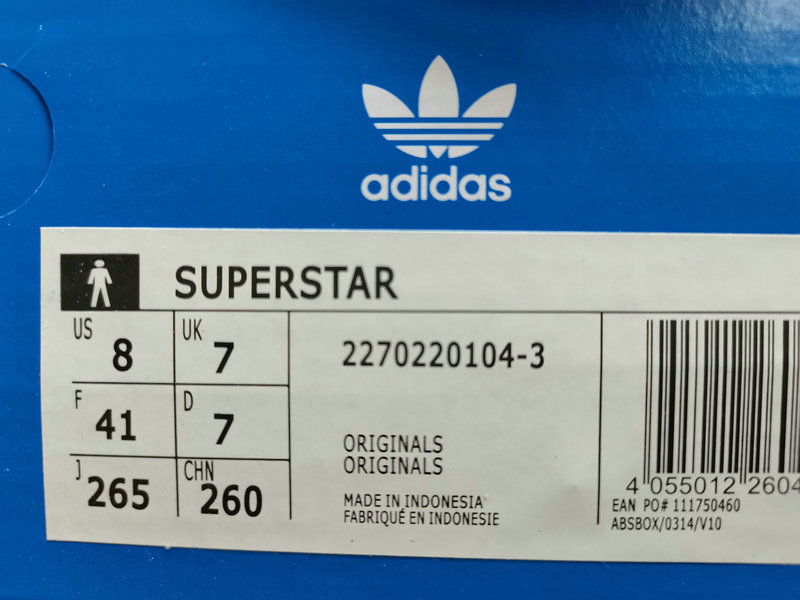 adidas
SUPERSTAR
US 8 UK 7
F 41 D 7
J 265 CHN 260
2270220104-3
ORIGINALS
ORIGINALS
MADE IN INDONESIA
FABRIQUÉ EN INDONESIE
4 055012 2604
EAN PO# 111750460
ABSBOX/0314/V10